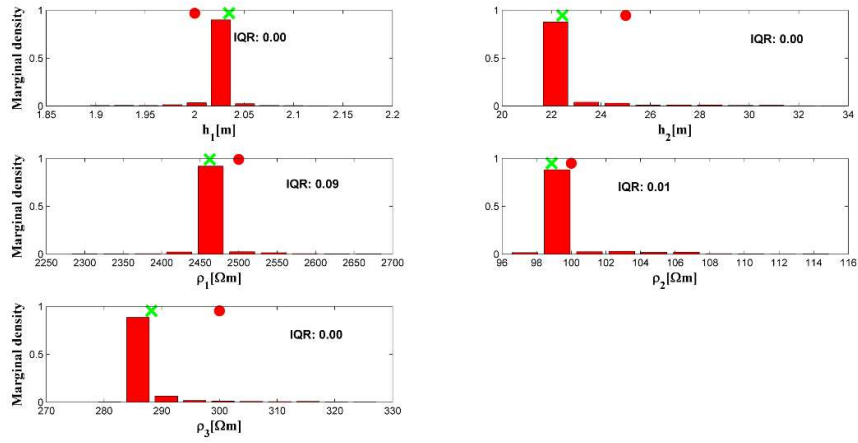 Marginal density
1
0.5
0
IQR: 0.00
1.85 1.9 1.95 2 2.05 2.1 2.15 2.2
h₁[m]
1
0.5
0
IQR: 0.00
20 22 24 26 28 30 32 34
h₂[m]
Marginal density
1
0.5
0
IQR: 0.09
2250 2300 2350 2400 2450 2500 2550 2600 2650 2700
ρ₁[Ωm]
1
0.5
0
IQR: 0.01
96 98 100 102 104 106 108 110 112 114 116
ρ₂[Ωm]
Marginal density
1
0.5
0
IQR: 0.00
270 280 290 300 310 320 330
ρ₃[Ωm]